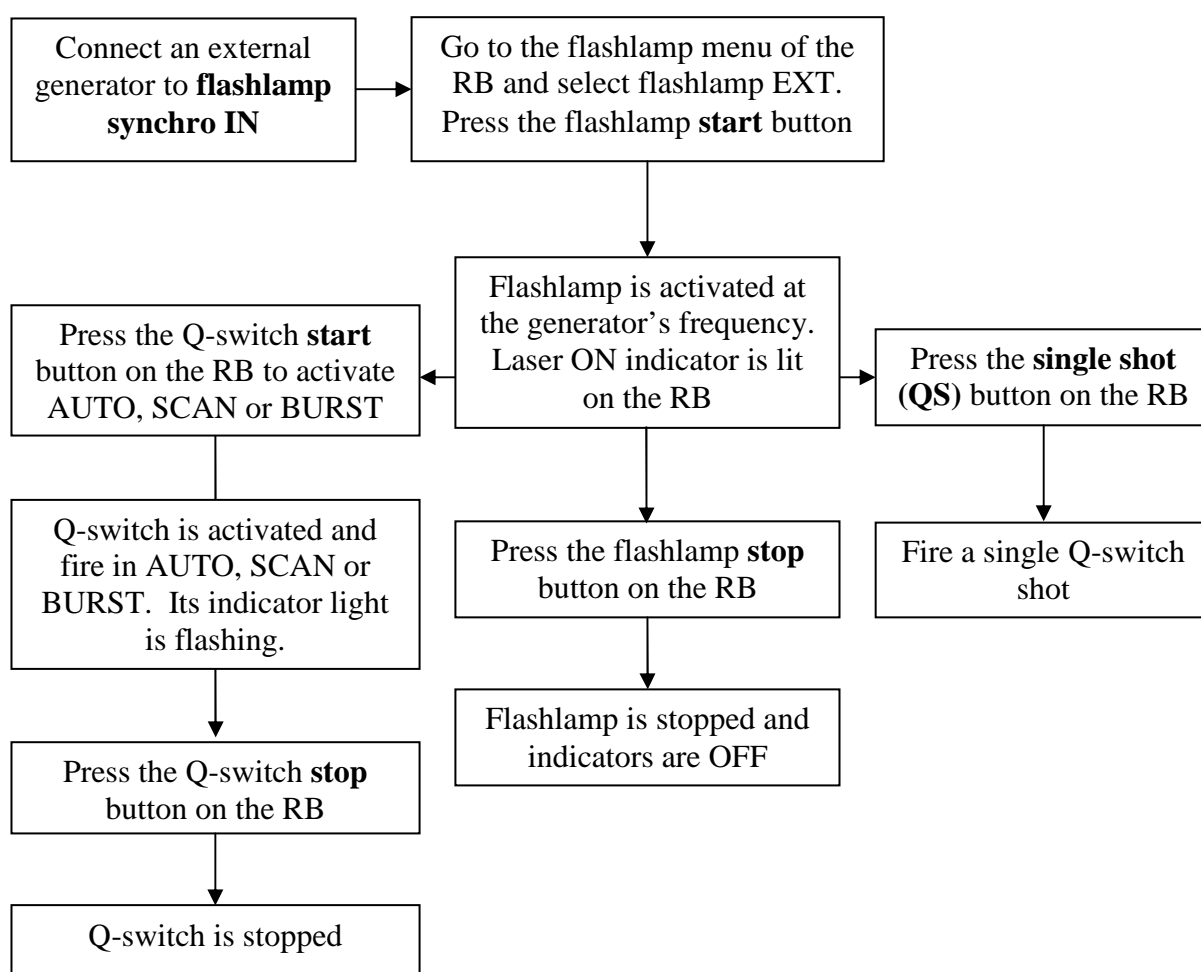 Connect an external
generator to flashlamp
synchro IN
Go to the flashlamp menu of the
RB and select flashlamp EXT.
Press the flashlamp start button
Flashlamp is activated at
the generator’s frequency.
Laser ON indicator is lit
on the RB
Press the Q-switch start
button on the RB to activate
AUTO, SCAN or BURST
Press the single shot
(QS) button on the RB
Q-switch is activated and
fire in AUTO, SCAN or
BURST.  Its indicator light
is flashing.
Press the flashlamp stop
button on the RB
Fire a single Q-switch
shot
Flashlamp is stopped and
indicators are OFF
Press the Q-switch stop
button on the RB
Q-switch is stopped